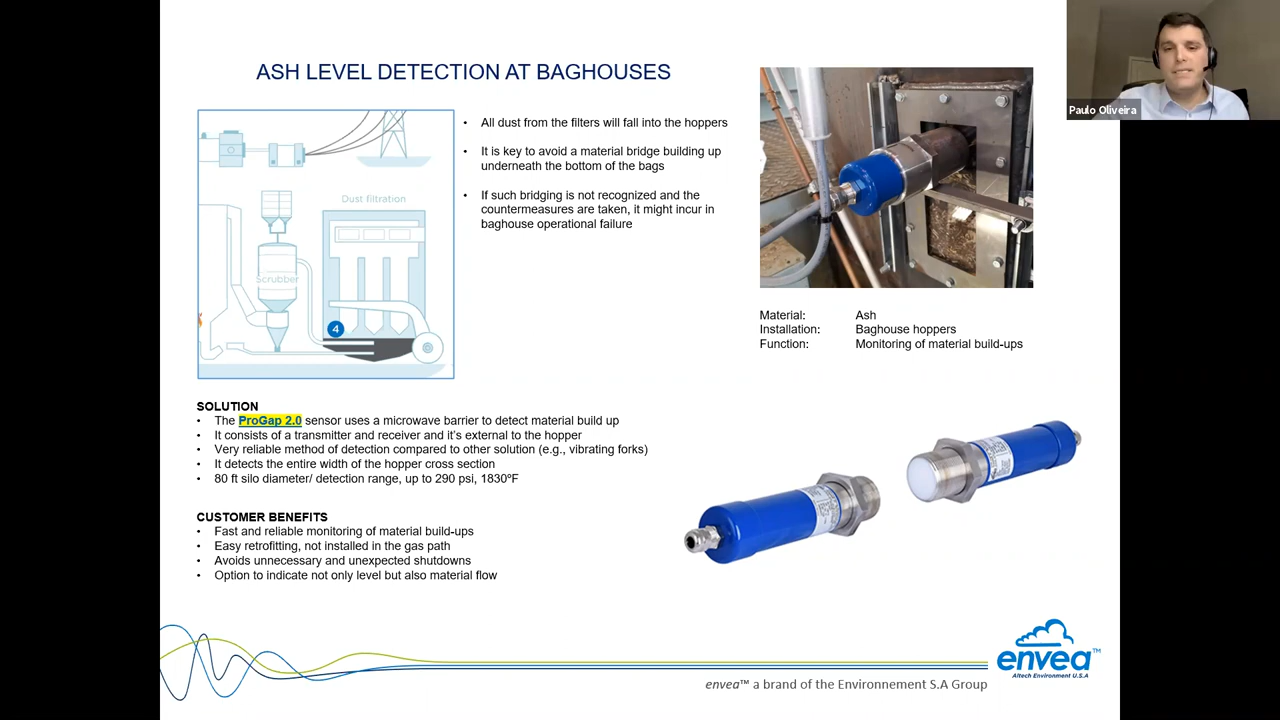 Paulo Oliveira
ASH LEVEL DETECTION AT BAGHOUSES
Dust filtration
Scrubber
4
• All dust from the filters will fall into the hoppers
• It is key to avoid a material bridge building up
underneath the bottom of the bags
• If such bridging is not recognized and the
countermeasures are taken, it might incur in
baghouse operational failure
Material: Ash
Installation: Baghouse hoppers
Function: Monitoring of material build-ups
SOLUTION
• The ProGap 2.0 sensor uses a microwave barrier to detect material build up
• It consists of a transmitter and receiver and it's external to the hopper
• Very reliable method of detection compared to other solution (e.g., vibrating forks)
• It detects the entire width of the hopper cross section
• 80 ft silo diameter/ detection range, up to 290 psi, 1830ºF
CUSTOMER BENEFITS
• Fast and reliable monitoring of material build-ups
• Easy retrofitting, not installed in the gas path
• Avoids unnecessary and unexpected shutdowns
• Option to indicate not only level but also material flow
envea™
Altech Environment U.S.A
envea™ a brand of the Environnement S.A Group